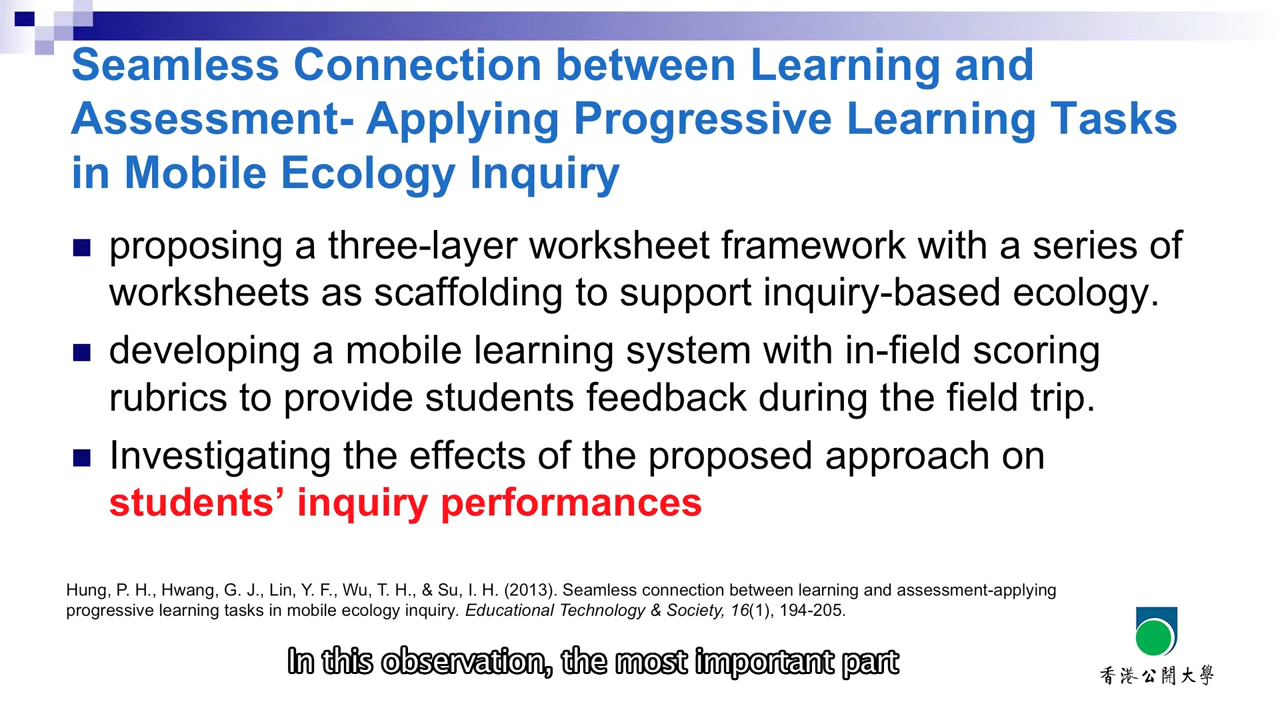 Seamless Connection between Learning and
Assessment- Applying Progressive Learning Tasks
in Mobile Ecology Inquiry
proposing a three-layer worksheet framework with a series of
worksheets as scaffolding to support inquiry-based ecology.
developing a mobile learning system with in-field scoring
rubrics to provide students feedback during the field trip.
Investigating the effects of the proposed approach on
students’ inquiry performances
Hung, P. H., Hwang, G. J., Lin, Y. F., Wu, T. H., & Su, I. H. (2013). Seamless connection between learning and assessment-applying
progressive learning tasks in mobile ecology inquiry. Educational Technology & Society, 16(1), 194-205.
In this observation, the most important part
香港公開大學